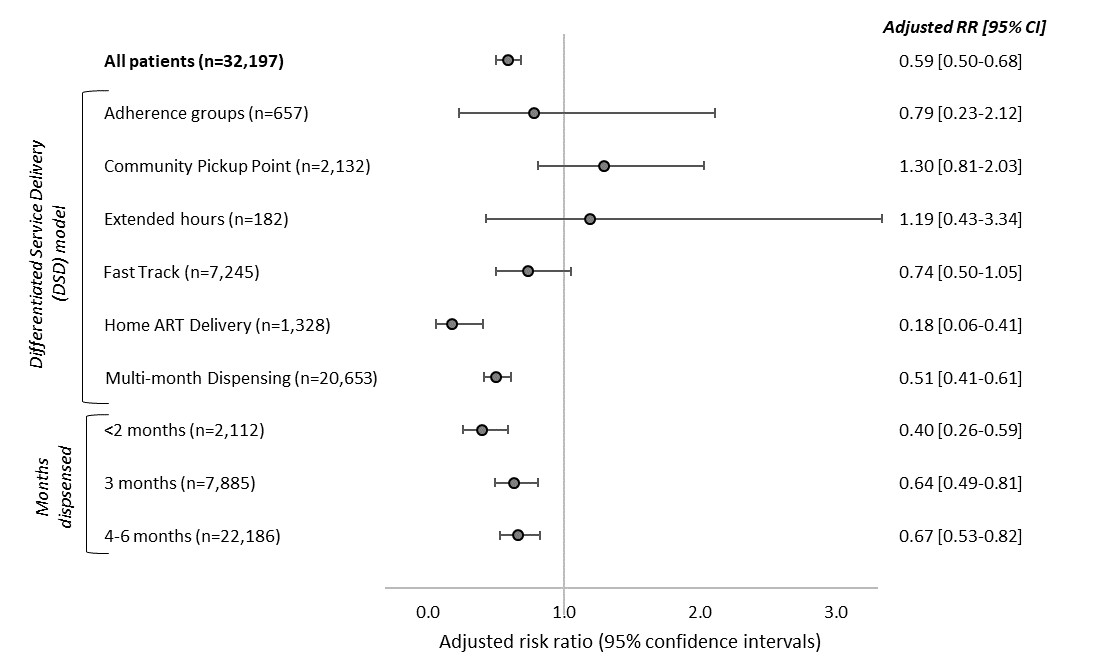 Adjusted RR [95% CI]
All patients (n=32,197) 0.59 [0.50-0.68]
Differentiated Service Delivery
(DSD) model
Adherence groups (n=657) 0.79 [0.23-2.12]
Community Pickup Point (n=2,132) 1.30 [0.81-2.03]
Extended hours (n=182) 1.19 [0.43-3.34]
Fast Track (n=7,245) 0.74 [0.50-1.05]
Home ART Delivery (n=1,328) 0.18 [0.06-0.41]
Multi-month Dispensing (n=20,653) 0.51 [0.41-0.61]
Months
dispsensed
<2 months (n=2,112) 0.40 [0.26-0.59]
3 months (n=7,885) 0.64 [0.49-0.81]
4-6 months (n=22,186) 0.67 [0.53-0.82]
0.0 1.0 2.0 3.0
Adjusted risk ratio (95% confidence intervals)